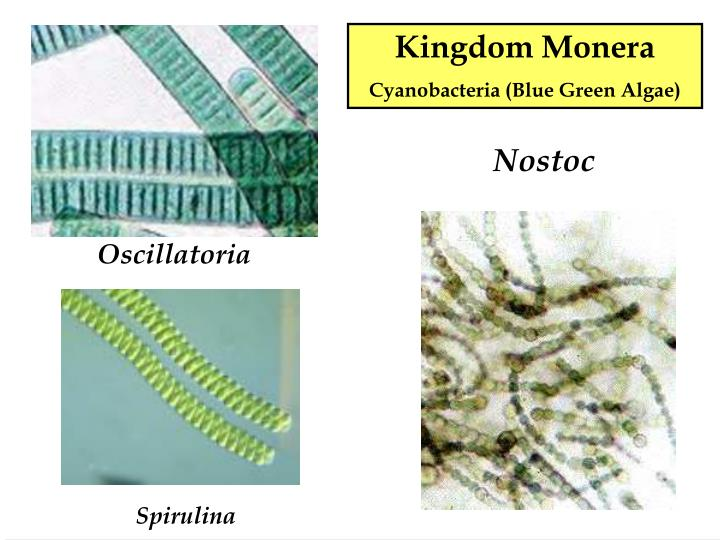 Kingdom Monera
Cyanobacteria (Blue Green Algae)
Nostoc
Oscillatoria
Spirulina